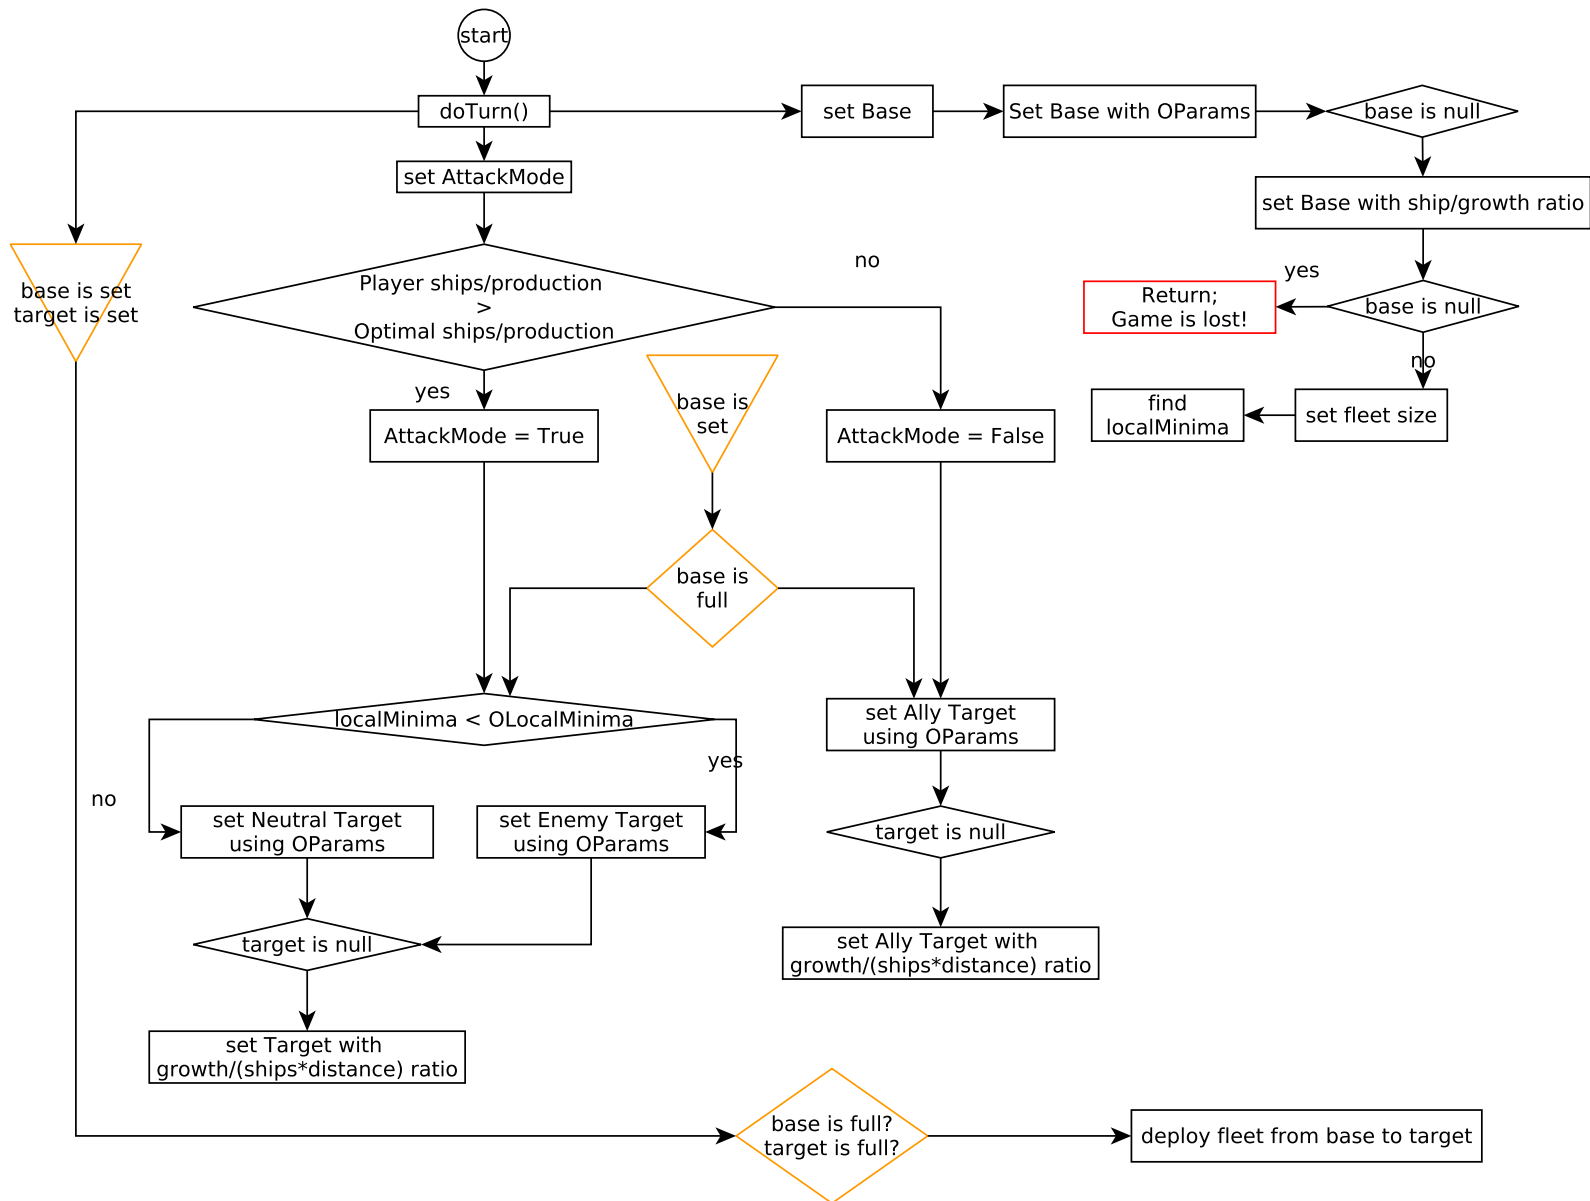 start
doTurn()
set Base
Set Base with OParams
base is null
set AttackMode
set Base with ship/growth ratio
no
yes
base is set
target is set
Player ships/production
>
Optimal ships/production
Return;
Game is lost!
base is null
no
yes
base is
set
find
localMinima
set fleet size
AttackMode = True
AttackMode = False
base is
full
localMinima < OLocalMinima
set Ally Target
using OParams
yes
no
set Neutral Target
using OParams
set Enemy Target
using OParams
target is null
target is null
set Ally Target with
growth/(ships*distance) ratio
set Target with
growth/(ships*distance) ratio
base is full?
target is full?
deploy fleet from base to target